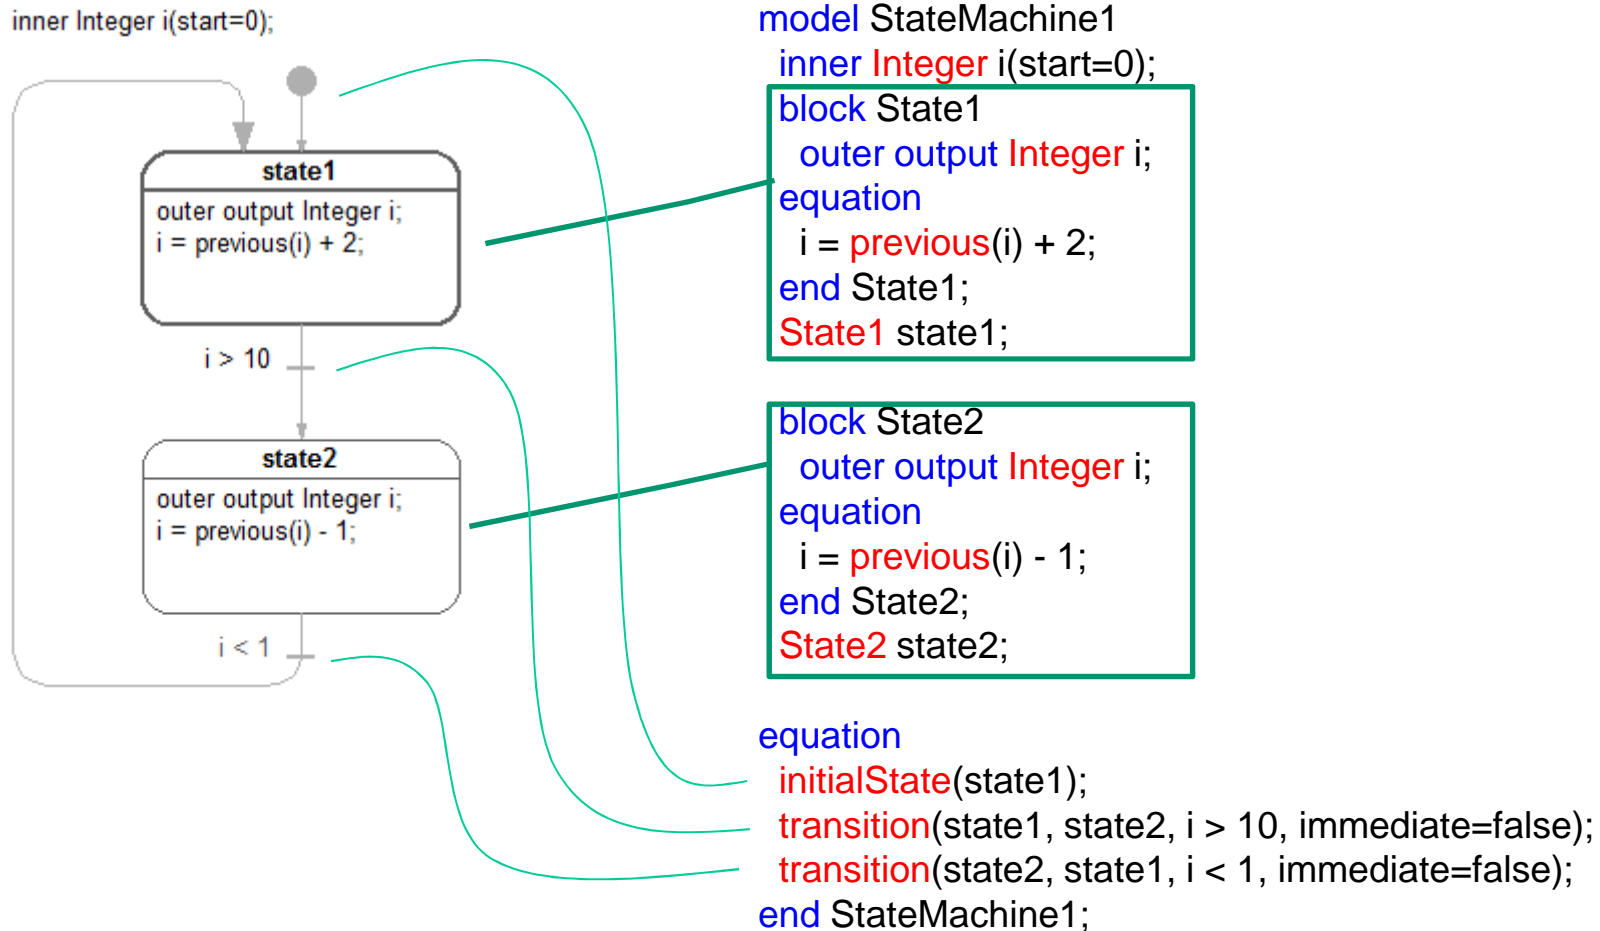 inner Integer i(start=0);
state1
outer output Integer i;
i = previous(i) + 2;
i > 10
state2
outer output Integer i;
i = previous(i) - 1;
i < 1
model StateMachine1
inner Integer i(start=0);
block State1
outer output Integer i;
equation
i = previous(i) + 2;
end State1;
State1 state1;
block State2
outer output Integer i;
equation
i = previous(i) - 1;
end State2;
State2 state2;
equation
initialState(state1);
transition(state1, state2, i > 10, immediate=false);
transition(state2, state1, i < 1, immediate=false);
end StateMachine1;